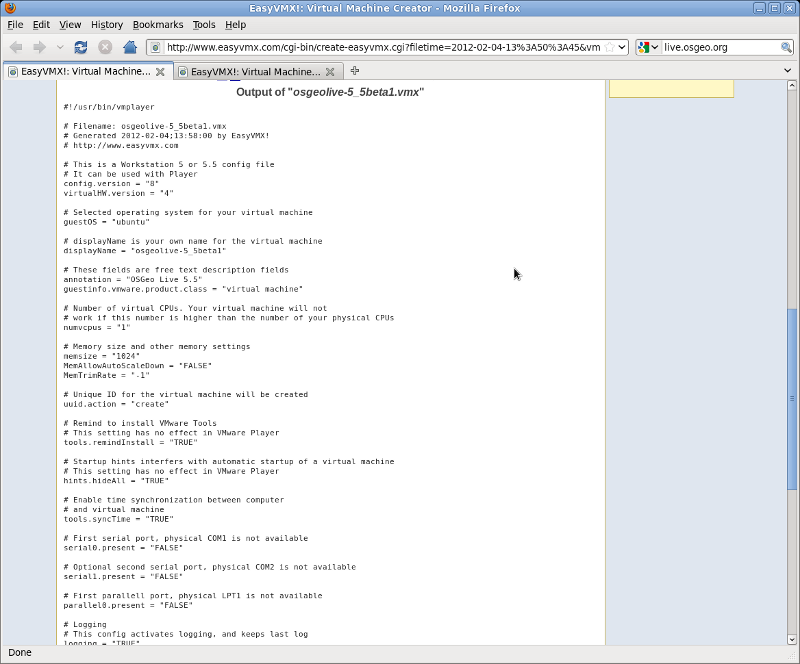 EasyVMX!: Virtual Machine Creator - Mozilla Firefox
File Edit View History Bookmarks Tools Help
http://www.easyvmx.com/cgi-bin/create-easyvmx.cgi?filetime=2012-02-04-13%3A50%3A45&vm
live.osgeo.org
EasyVMX!: Virtual Machine...
EasyVMX!: Virtual Machine...
Output of "osgeolive-5_5beta1.vmx"
#!/usr/bin/vmplayer
# Filename: osgeolive-5_5beta1.vmx
# Generated 2012-02-04;13:58:00 by EasyVMX!
# http://www.easyvmx.com
# This is a Workstation 5 or 5.5 config file
# It can be used with Player
config.version = "8"
virtualHW.version = "4"
# Selected operating system for your virtual machine
guestOS = "ubuntu"
# displayName is your own name for the virtual machine
displayName = "osgeolive-5_5beta1"
# These fields are free text description fields
annotation = "OSGeo Live 5.5"
guestinfo.vmware.product.class = "virtual machine"
# Number of virtual CPUs. Your virtual machine will not
# work if this number is higher than the number of your physical CPUs
numvcpus = "1"
# Memory size and other memory settings
memsize = "1024"
MemAllowAutoScaleDown = "FALSE"
MemTrimRate = "-1"
# Unique ID for the virtual machine will be created
uuid.action = "create"
# Remind to install VMware Tools
# This setting has no effect in VMware Player
tools.remindInstall = "TRUE"
# Startup hints interfers with automatic startup of a virtual machine
# This setting has no effect in VMware Player
hints.hideAll = "TRUE"
# Enable time synchronization between computer
# and virtual machine
tools.syncTime = "TRUE"
# First serial port, physical COM1 is not available
serial0.present = "FALSE"
# Optional second serial port, physical COM2 is not available
serial1.present = "FALSE"
# First parallell port, physical LPT1 is not available
parallel0.present = "FALSE"
# Logging
# This config activates logging, and keeps last log
logging = "TRUE"
Done